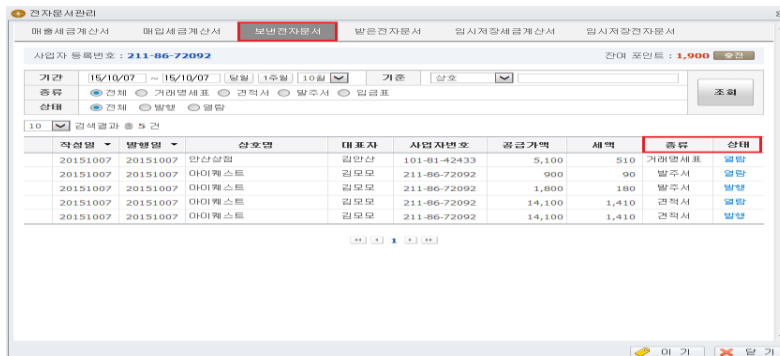 전자문서관리
매출세금계산서 매입세금계산서 보낸전자문서 받은전자문서 임시저장세금계산서 임시저장전자문서
사업자 등록번호 : 211-86-72092 잔여 포인트 : 1,900 충전
기간 15/10/07 ~ 15/10/07 당월 1주일 10월 기준 상호
종류 전체 거래명세표 견적서 발주서 입금표 조회
상태 전체 발행 열람
10 검색결과 총 5 건
작성일 발행일 상호명 대표자 사업자번호 공급가액 세액 종류 상태
20151007 20151007 안산상점 김안산 101-81-42433 5,100 510 거래명세표 열람
20151007 20151007 아이퀘스트 김모모 211-86-72092 900 90 발주서 열람
20151007 20151007 아이퀘스트 김모모 211-86-72092 1,800 180 발주서 발행
20151007 20151007 아이퀘스트 김모모 211-86-72092 14,100 1,410 견적서 열람
20151007 20151007 아이퀘스트 김모모 211-86-72092 14,100 1,410 견적서 발행
1
닫 기